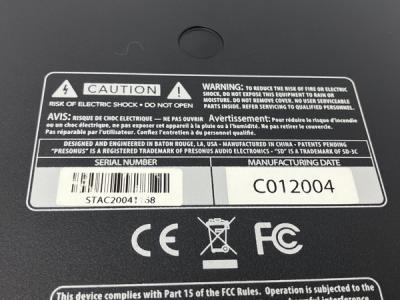 CAUTION
RISK OF ELECTRIC SHOCK • DO NOT OPEN
WARNING: TO REDUCE THE RISK OF FIRE OR ELECTRIC
SHOCK, DO NOT EXPOSE THIS EQUIPMENT TO RAIN OR
MOISTURE. DO NOT REMOVE COVER. NO USER SERVICEABLE
PARTS INSIDE. REFER SERVICING TO QUALIFIED PERSONNEL.
AVIS: RISQUE DE CHOC ÉLECTRIQUE — NE PAS OUVRIR Avertissement: Pour réduire le risque d'incendie
ou un choc électrique, ne pas exposer cet appareil à la pluie ou à l'humidité. Ne pas retirer le couvercle.
Pas réparable par l'utilisateur. Confiez l'entretien à du personnel qualifié.
DESIGNED AND ENGINEERED IN BATON ROUGE, LA, USA • MANUFACTURED IN CHINA • PATENTS PENDING
"PRESONUS" IS A REGISTERED TRADEMARK OF PRESONUS AUDIO ELECTRONICS • "SD" IS A TRADEMARK OF SD-3C
SERIAL NUMBER
MANUFACTURING DATE
C012004
CE
FC
This device complies with Part 15 of the FCC Rules. Operation is subjected to the